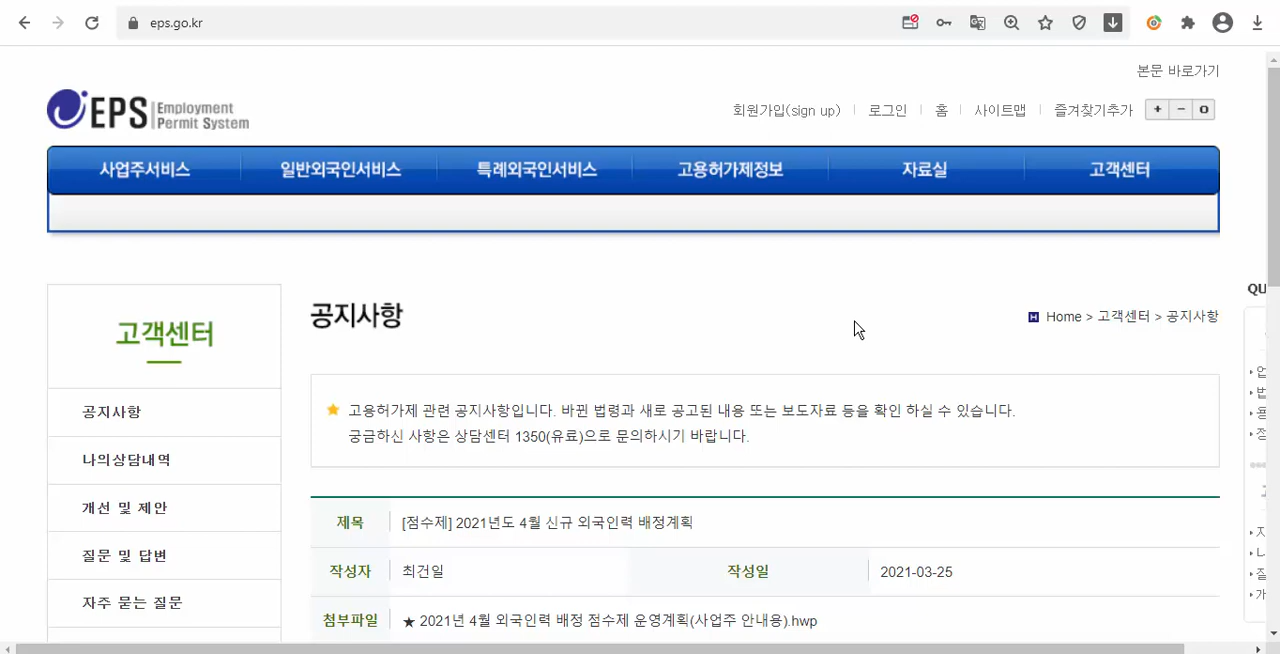 eps.go.kr
본문 바로가기
EPS Employment
Permit System
회원가입(sign up) 로그인 홈 사이트맵 즐겨찾기추가 + - O
사업주서비스 일반외국인서비스 특례외국인서비스 고용허가제정보 자료실 고객센터
QU
고객센터
공지사항
나의상담내역
개선 및 제안
질문 및 답변
자주 묻는 질문
공지사항
H Home > 고객센터 > 공지사항
고용허가제 관련 공지사항입니다. 바뀐 법령과 새로 공고된 내용 또는 보도자료 등을 확인 하실 수 있습니다.
궁금하신 사항은 상담센터 1350(유료)으로 문의하시기 바랍니다.
제목 [점수제] 2021년도 4월 신규 외국인력 배정계획
작성자 최건일 작성일 2021-03-25
첨부파일 ★ 2021년 4월 외국인력 배정 점수제 운영계획(사업주 안내용).hwp